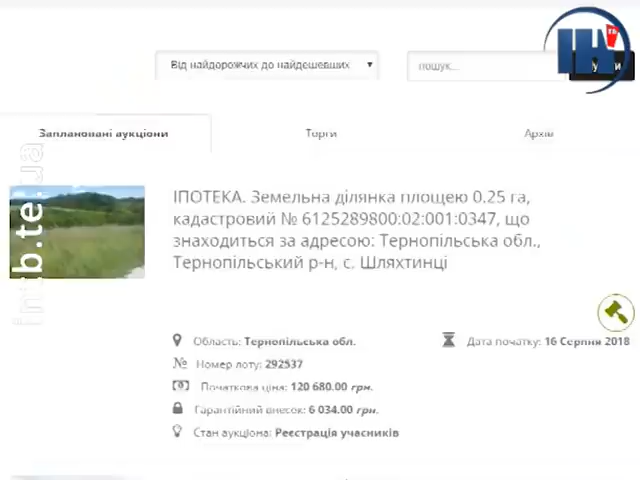 Від найдорожчих до найдешевших
пошук...
Заплановані аукціони
Торги
Архів
ІПОТЕКА. Земельна ділянка площею 0.25 га,
кадастровий № 6125289800:02:001:0347, що
знаходиться за адресою: Тернопільська обл.,
Тернопільський р-н, с. Шляхтинці
Область: Тернопільська обл.
Дата початку: 16 Серпня 2018
№ Номер лоту: 292537
Початкова ціна: 120 680.00 грн.
Гарантійний внесок: 6 034.00 грн.
Стан аукціона: Реєстрація учасників
intb.te.ua